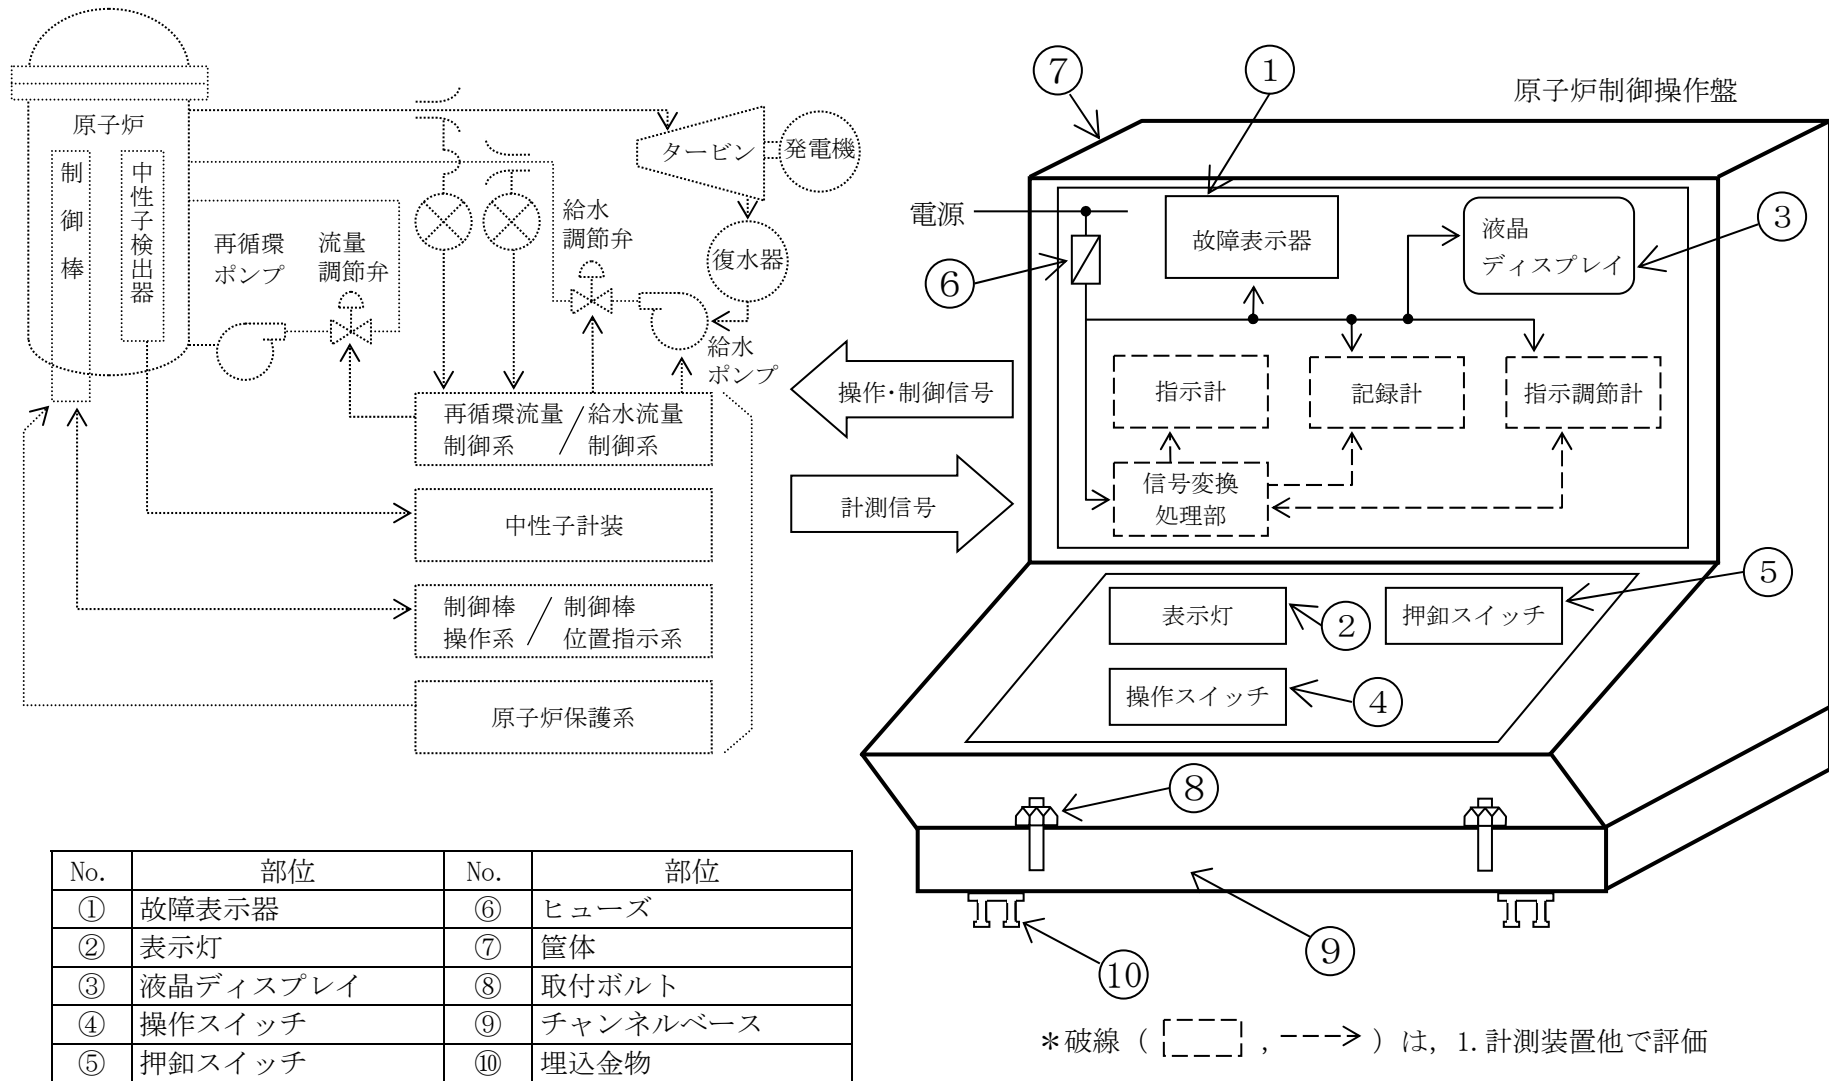 原子炉
制御棒
中性子検出器
再循環
ポンプ
流量
調節弁
給水
調節弁
タービン
発電機
復水器
給水
ポンプ
再循環流量
制御系
／
給水流量
制御系
中性子計装
制御棒
操作系
／
制御棒
位置指示系
原子炉保護系
操作・制御信号
計測信号
原子炉制御操作盤
⑦
①
電源
故障表示器
液晶
ディスプレイ
③
⑥
指示計
記録計
指示調節計
信号変換
処理部
⑤
表示灯
②
押釦スイッチ
操作スイッチ
④
⑧
⑨
⑩
No. 部位 No. 部位
① 故障表示器 ⑥ ヒューズ
② 表示灯 ⑦ 筐体
③ 液晶ディスプレイ ⑧ 取付ボルト
④ 操作スイッチ ⑨ チャンネルベース
⑤ 押釦スイッチ ⑩ 埋込金物
＊破線（ , ）は，1.計測装置他で評価